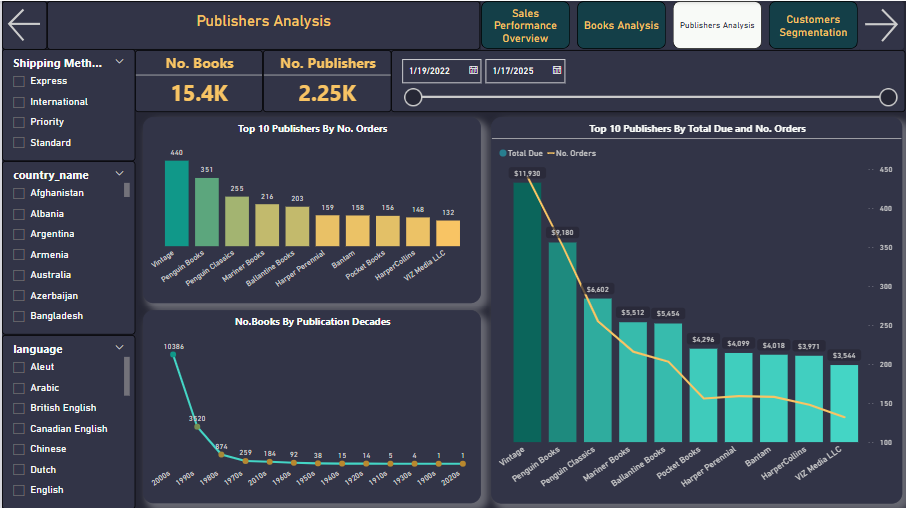 Publishers Analysis
Sales
Performance
Overview
Books Analysis
Publishers Analysis
Customers
Segmentation
Shipping Meth...
Express
International
Priority
Standard
country_name
Afghanistan
Albania
Argentina
Armenia
Australia
Azerbaijan
Bangladesh
language
Aleut
Arabic
British English
Canadian English
Chinese
Dutch
English
No. Books
15.4K
No. Publishers
2.25K
1/19/2022
1/17/2025
Top 10 Publishers By No. Orders
440
351
255
216
203
159
158
156
148
132
Vintage
Penguin Books
Penguin Classics
Mariner Books
Ballantine Books
Harper Perennial
Bantam
Pocket Books
HarperCollins
VIZ Media LLC
No.Books By Publication Decades
10386
3520
874
259
184
92
38
15
14
5
4
1
1
2000s
1990s
1980s
1970s
2010s
1960s
1950s
1920s
1940s
1910s
1930s
1900s
2020s
Top 10 Publishers By Total Due and No. Orders
Total Due
No. Orders
$11,930
$9,180
$6,602
$5,512
$5,454
$4,296
$4,099
$4,018
$3,971
$3,544
450
400
350
300
250
200
150
100
Vintage
Penguin Books
Penguin Classics
Mariner Books
Ballantine Books
Pocket Books
Harper Perennial
Bantam
HarperCollins
VIZ Media LLC